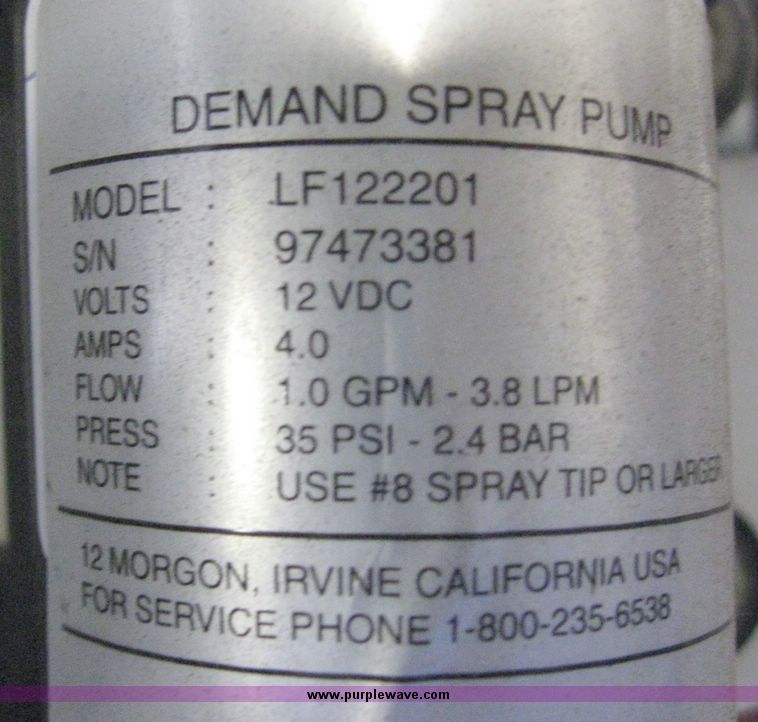 DEMAND SPRAY PUMP
MODEL : LF122201
S/N : 97473381
VOLTS : 12 VDC
AMPS : 4.0
FLOW : 1.0 GPM - 3.8 LPM
PRESS : 35 PSI - 2.4 BAR
NOTE : USE #8 SPRAY TIP OR LARGER
12 MORGON, IRVINE CALIFORNIA USA
FOR SERVICE PHONE 1-800-235-6538
www.purplewave.com